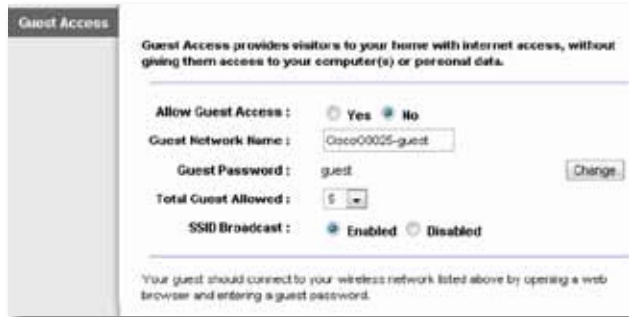 Guest Access
Guest Access provides visitors to your home with internet access, without
giving them access to your computer(s) or personal data.
Allow Guest Access : Yes No
Guest Network Name : Cisco00025-guest
Guest Password : guest Change
Total Guest Allowed : 5
SSID Broadcast : Enabled Disabled
Your guest should connect to your wireless network listed above by opening a web
browser and entering a guest password.